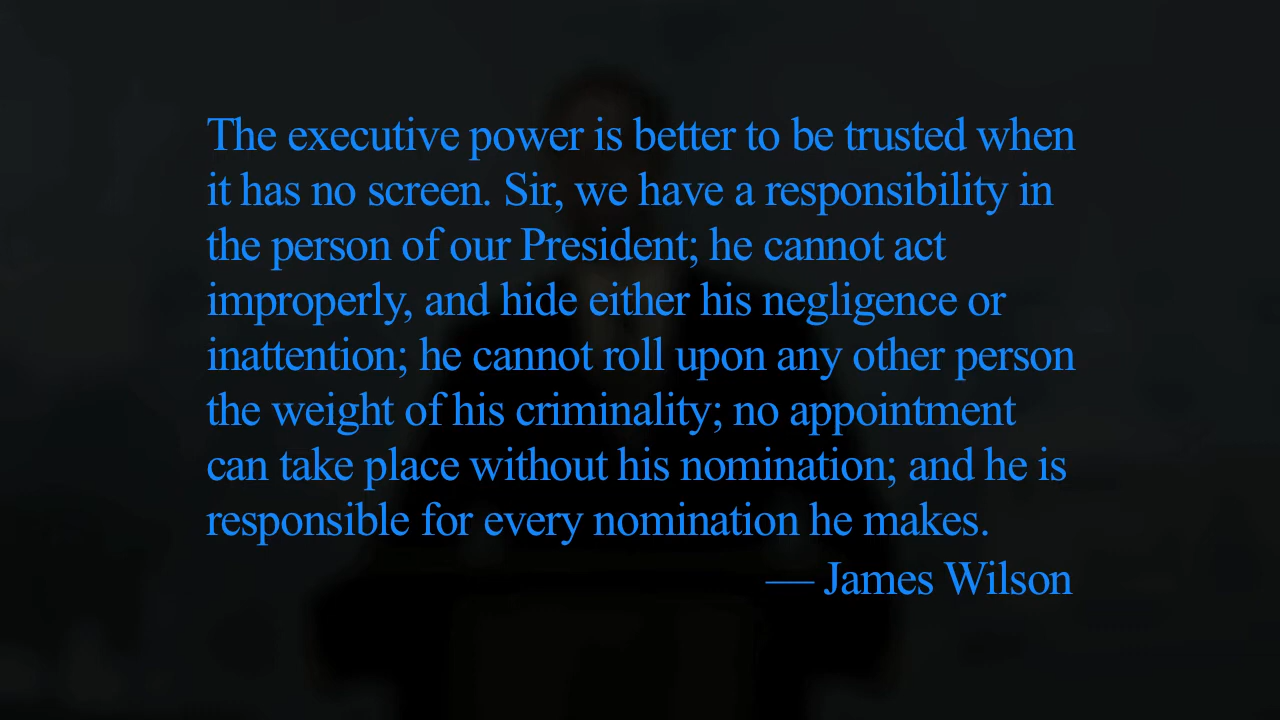 The executive power is better to be trusted when
it has no screen. Sir, we have a responsibility in
the person of our President; he cannot act
improperly, and hide either his negligence or
inattention; he cannot roll upon any other person
the weight of his criminality; no appointment
can take place without his nomination; and he is
responsible for every nomination he makes.
— James Wilson